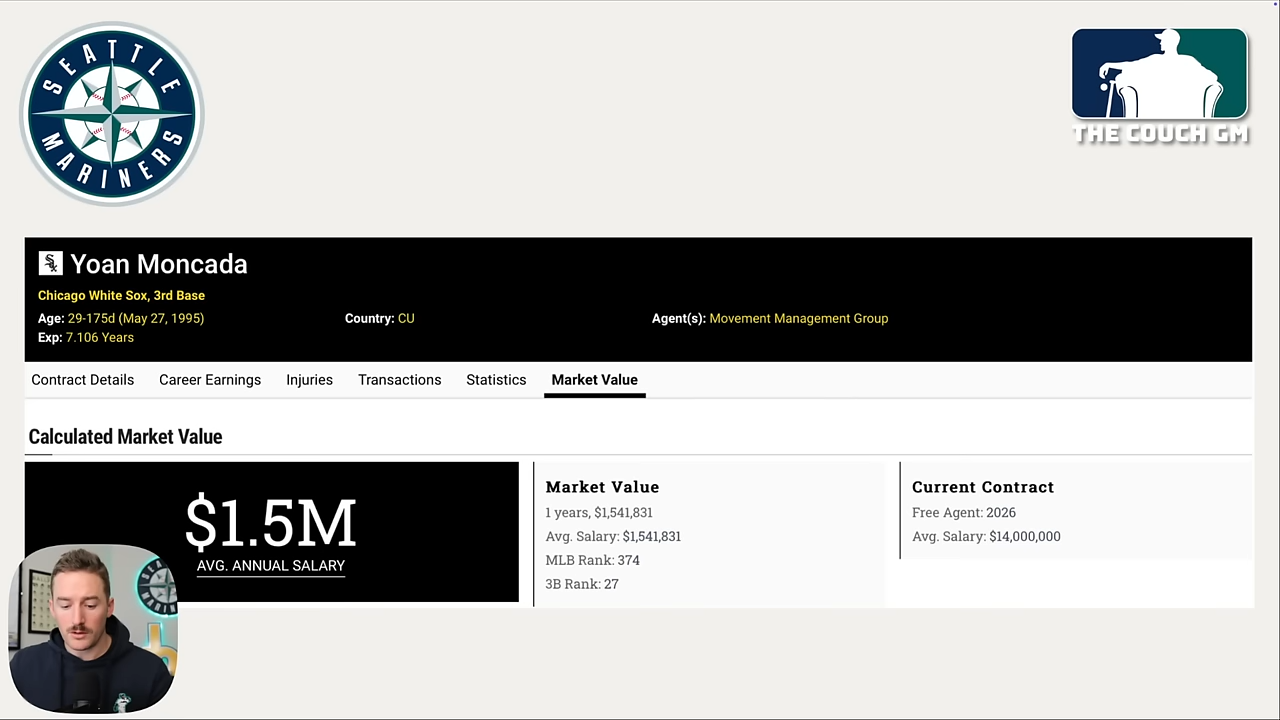 SEATTLE
MARINERS
THE COUCH GM
Yoan Moncada
Chicago White Sox, 3rd Base
Age: 29-175d (May 27, 1995)
Country: CU
Agent(s): Movement Management Group
Exp: 7.106 Years
Contract Details
Career Earnings
Injuries
Transactions
Statistics
Market Value
Calculated Market Value
$1.5M
AVG. ANNUAL SALARY
Market Value
1 years, $1,541,831
Avg. Salary: $1,541,831
MLB Rank: 374
3B Rank: 27
Current Contract
Free Agent: 2026
Avg. Salary: $14,000,000